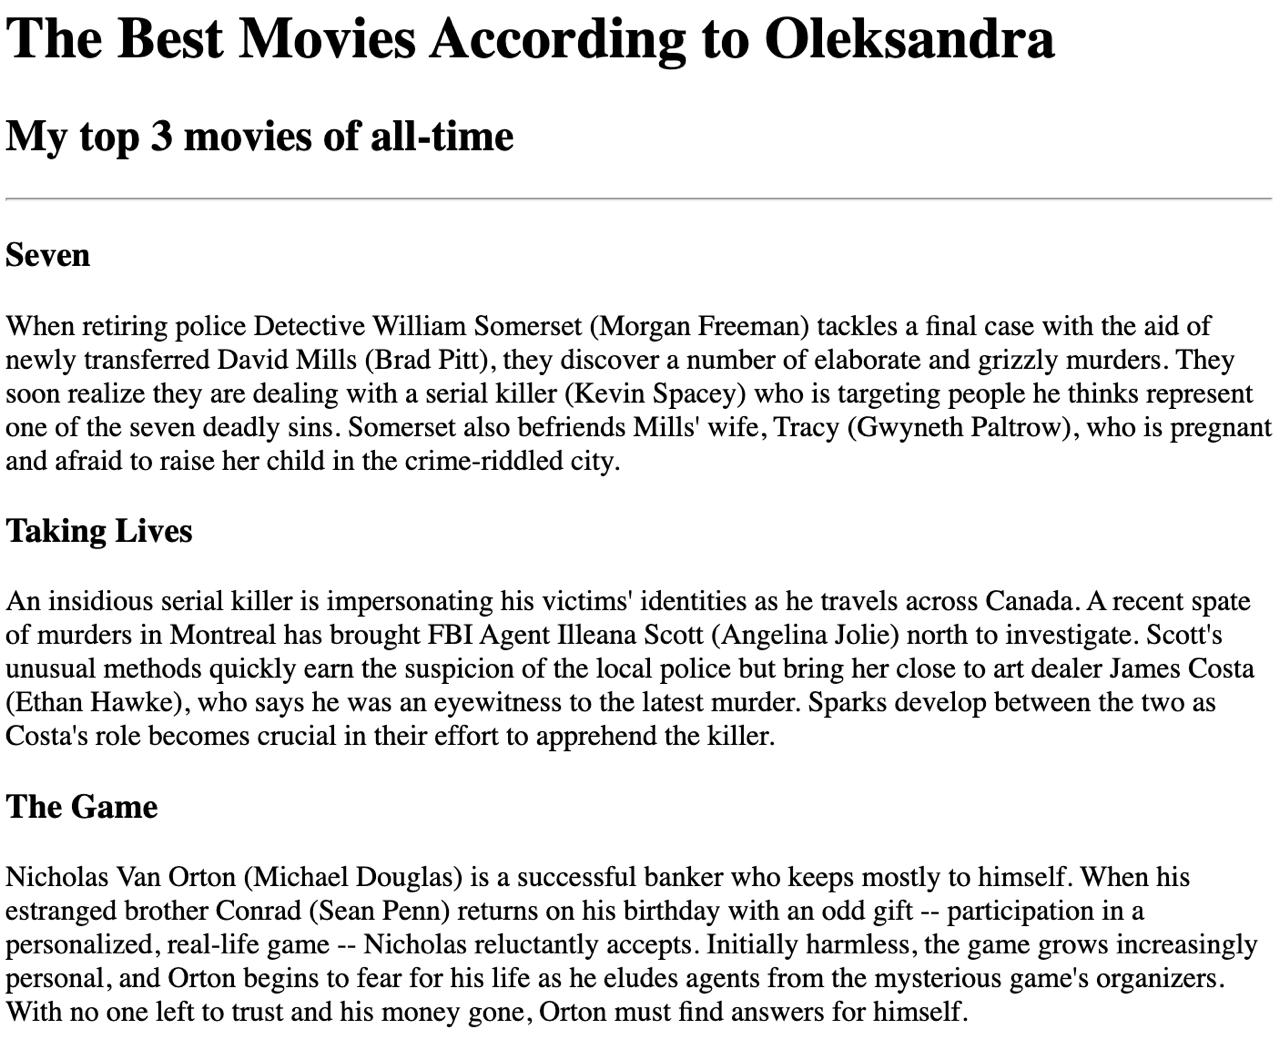 The Best Movies According to Oleksandra
My top 3 movies of all-time
Seven
When retiring police Detective William Somerset (Morgan Freeman) tackles a final case with the aid of
newly transferred David Mills (Brad Pitt), they discover a number of elaborate and grizzly murders. They
soon realize they are dealing with a serial killer (Kevin Spacey) who is targeting people he thinks represent
one of the seven deadly sins. Somerset also befriends Mills' wife, Tracy (Gwyneth Paltrow), who is pregnant
and afraid to raise her child in the crime-riddled city.
Taking Lives
An insidious serial killer is impersonating his victims' identities as he travels across Canada. A recent spate
of murders in Montreal has brought FBI Agent Illeana Scott (Angelina Jolie) north to investigate. Scott's
unusual methods quickly earn the suspicion of the local police but bring her close to art dealer James Costa
(Ethan Hawke), who says he was an eyewitness to the latest murder. Sparks develop between the two as
Costa's role becomes crucial in their effort to apprehend the killer.
The Game
Nicholas Van Orton (Michael Douglas) is a successful banker who keeps mostly to himself. When his
estranged brother Conrad (Sean Penn) returns on his birthday with an odd gift -- participation in a
personalized, real-life game -- Nicholas reluctantly accepts. Initially harmless, the game grows increasingly
personal, and Orton begins to fear for his life as he eludes agents from the mysterious game's organizers.
With no one left to trust and his money gone, Orton must find answers for himself.